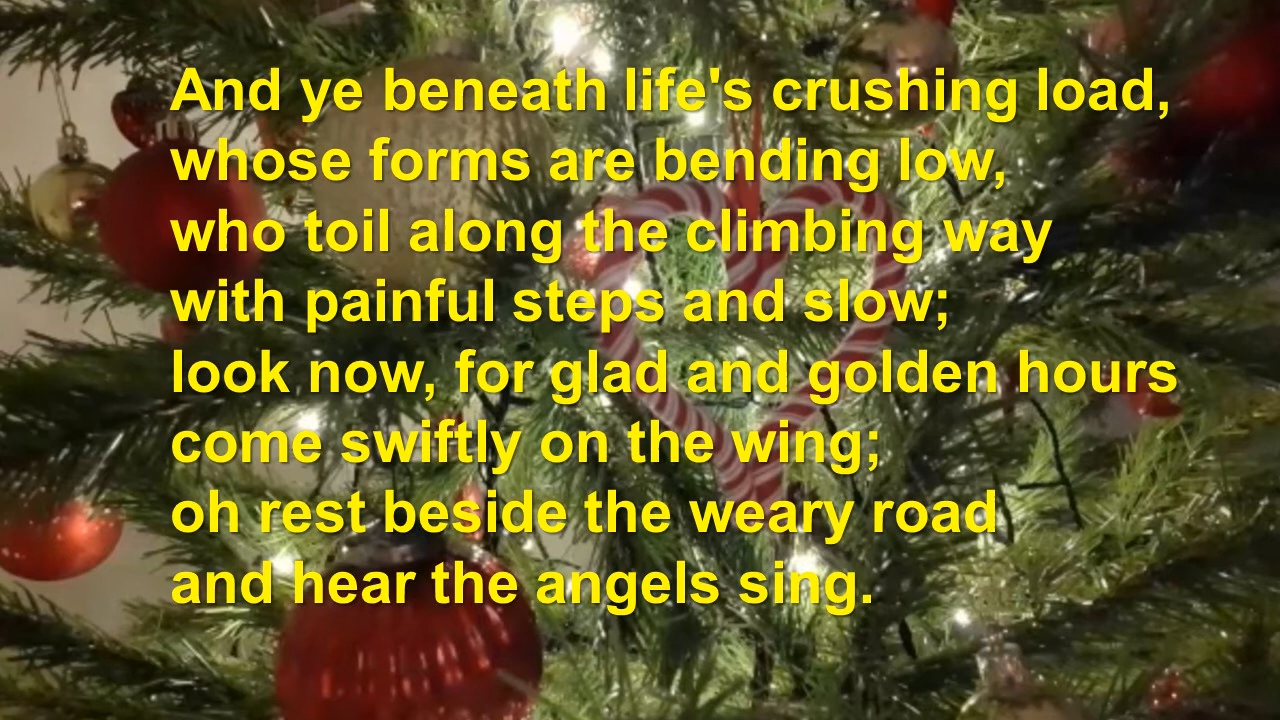 And ye beneath life's crushing load,
whose forms are bending low,
who toil along the climbing way
with painful steps and slow;
look now, for glad and golden hours
come swiftly on the wing;
oh rest beside the weary road
and hear the angels sing.